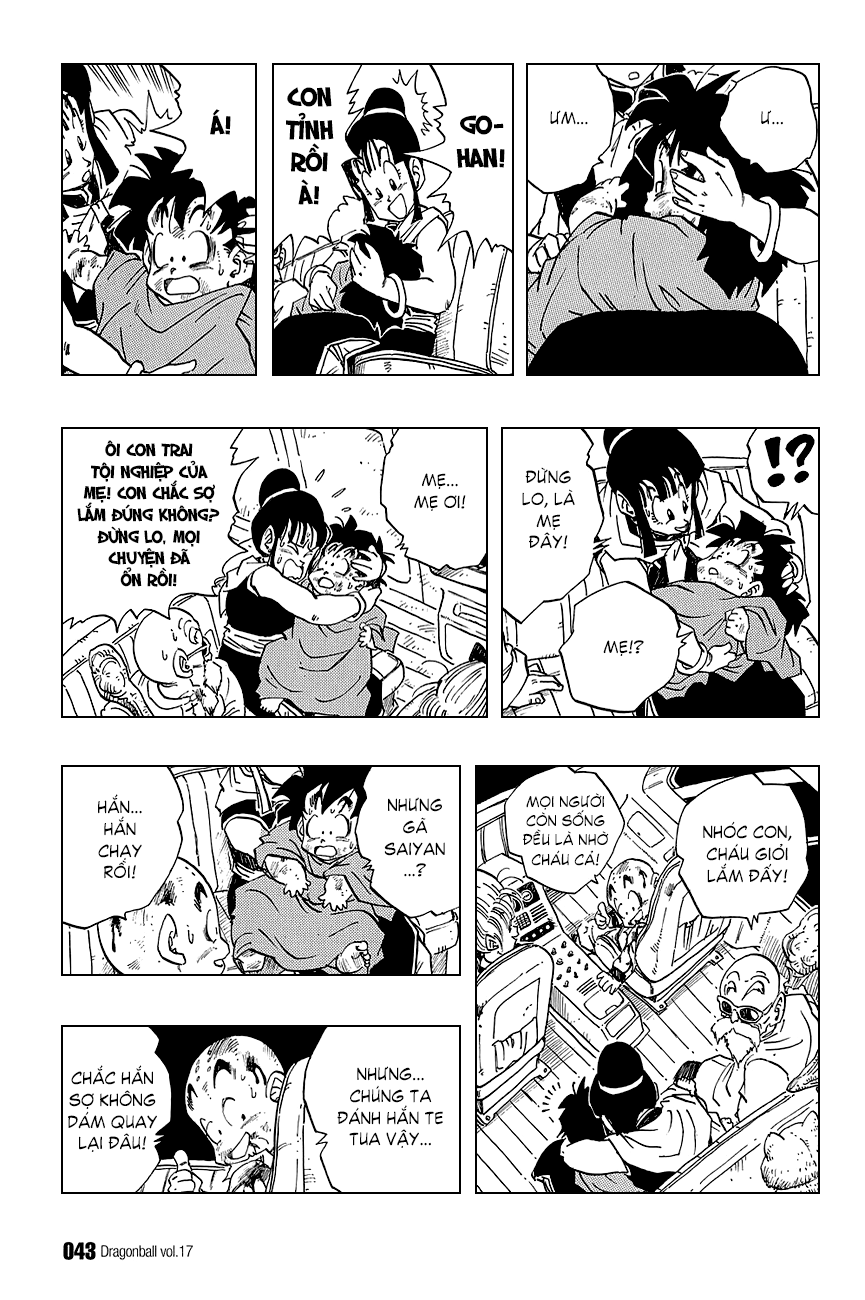 Ư...
ƯM...
GO-
HAN!
CON
TỈNH
RỒI
À!
Á!
!?
ĐỪNG
LO, LÀ
MẸ
ĐÂY!
MẸ!?
MẸ...
MẸ ƠI!
ÔI CON TRAI
TỘI NGHIỆP CỦA
MẸ! CON CHẮC SỢ
LẮM ĐÚNG KHÔNG?
ĐỪNG LO, MỌI
CHUYỆN ĐÃ
ỔN RỒI!
NHÓC CON,
CHÁU GIỎI
LẮM ĐẤY!
MỌI NGƯỜI
CÒN SỐNG
ĐỀU LÀ NHỜ
CHÁU CẢ!
NHƯNG
GÃ
SAIYAN
...?
HẮN...
HẮN
CHẠY
RỒI!
NHƯNG...
CHÚNG TA
ĐÁNH HẮN TE
TUA VẬY...
CHẮC HẮN
SỢ KHÔNG
DÁM QUAY
LẠI ĐÂU!
043 Dragonball vol.17